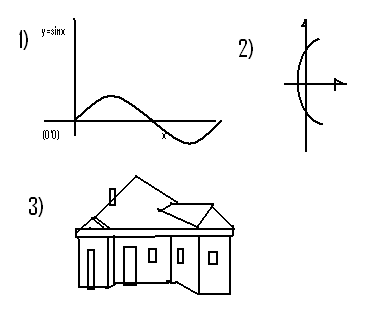 1)
y=sinx
2)
(0'0)
x
3)